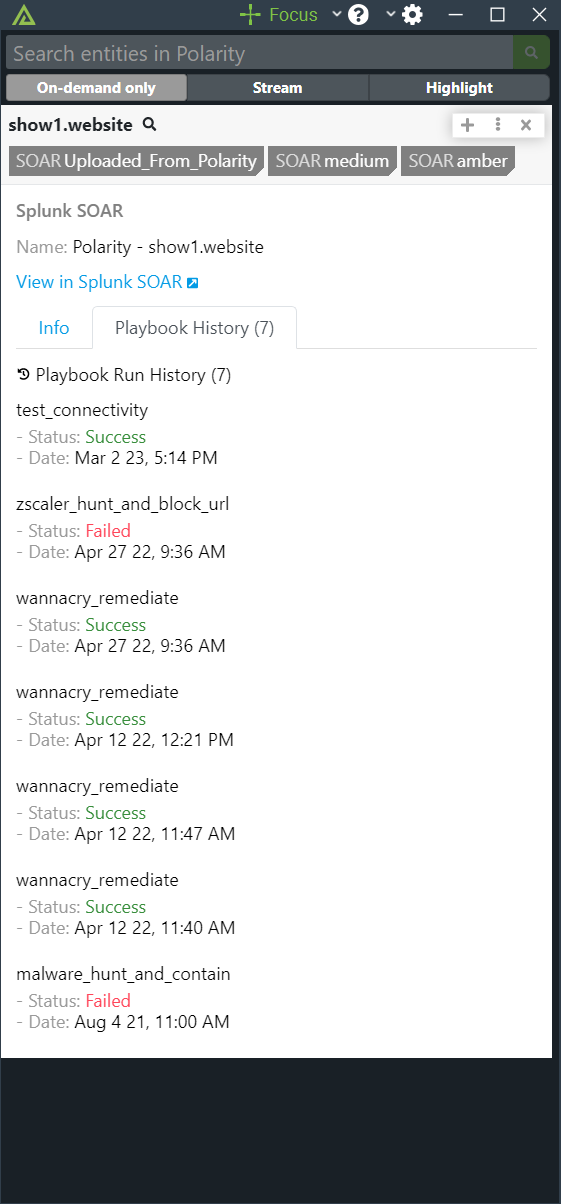 Focus
Search entities in Polarity
On-demand only Stream Highlight
show1.website
SOAR Uploaded_From_Polarity SOAR medium SOAR amber
Splunk SOAR
Name: Polarity - show1.website
View in Splunk SOAR
Info Playbook History (7)
Playbook Run History (7)
test_connectivity
- Status: Success
- Date: Mar 2 23, 5:14 PM
zscaler_hunt_and_block_url
- Status: Failed
- Date: Apr 27 22, 9:36 AM
wannacry_remediate
- Status: Success
- Date: Apr 27 22, 9:36 AM
wannacry_remediate
- Status: Success
- Date: Apr 12 22, 12:21 PM
wannacry_remediate
- Status: Success
- Date: Apr 12 22, 11:47 AM
wannacry_remediate
- Status: Success
- Date: Apr 12 22, 11:40 AM
malware_hunt_and_contain
- Status: Failed
- Date: Aug 4 21, 11:00 AM